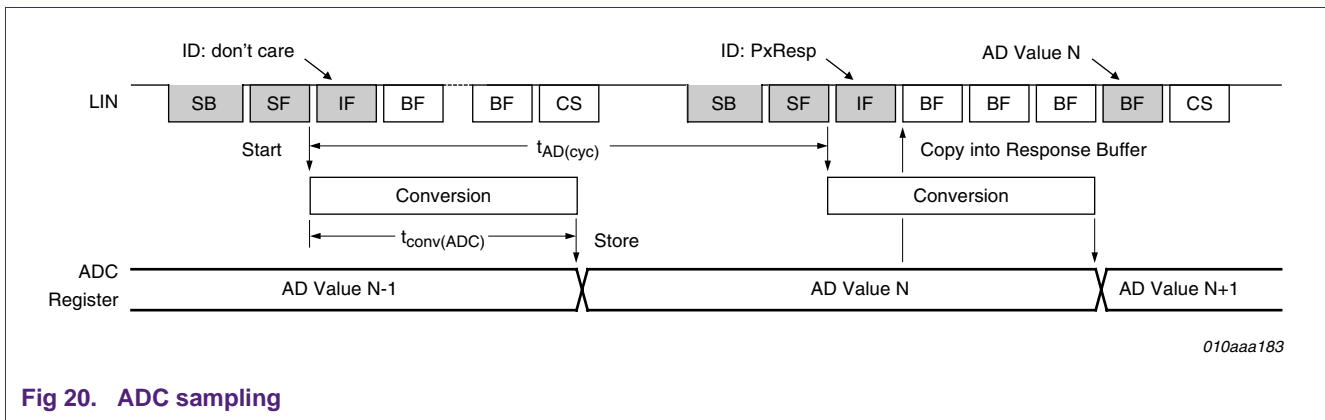 ID: don't care ID: PxResp AD Value N
LIN SB SF IF BF BF CS SB SF IF BF BF BF BF CS
Start tAD(cyc) Copy into Response Buffer
Conversion Conversion
tconv(ADC) Store
ADC
Register
AD Value N-1 AD Value N AD Value N+1
010aaa183
Fig 20. ADC sampling